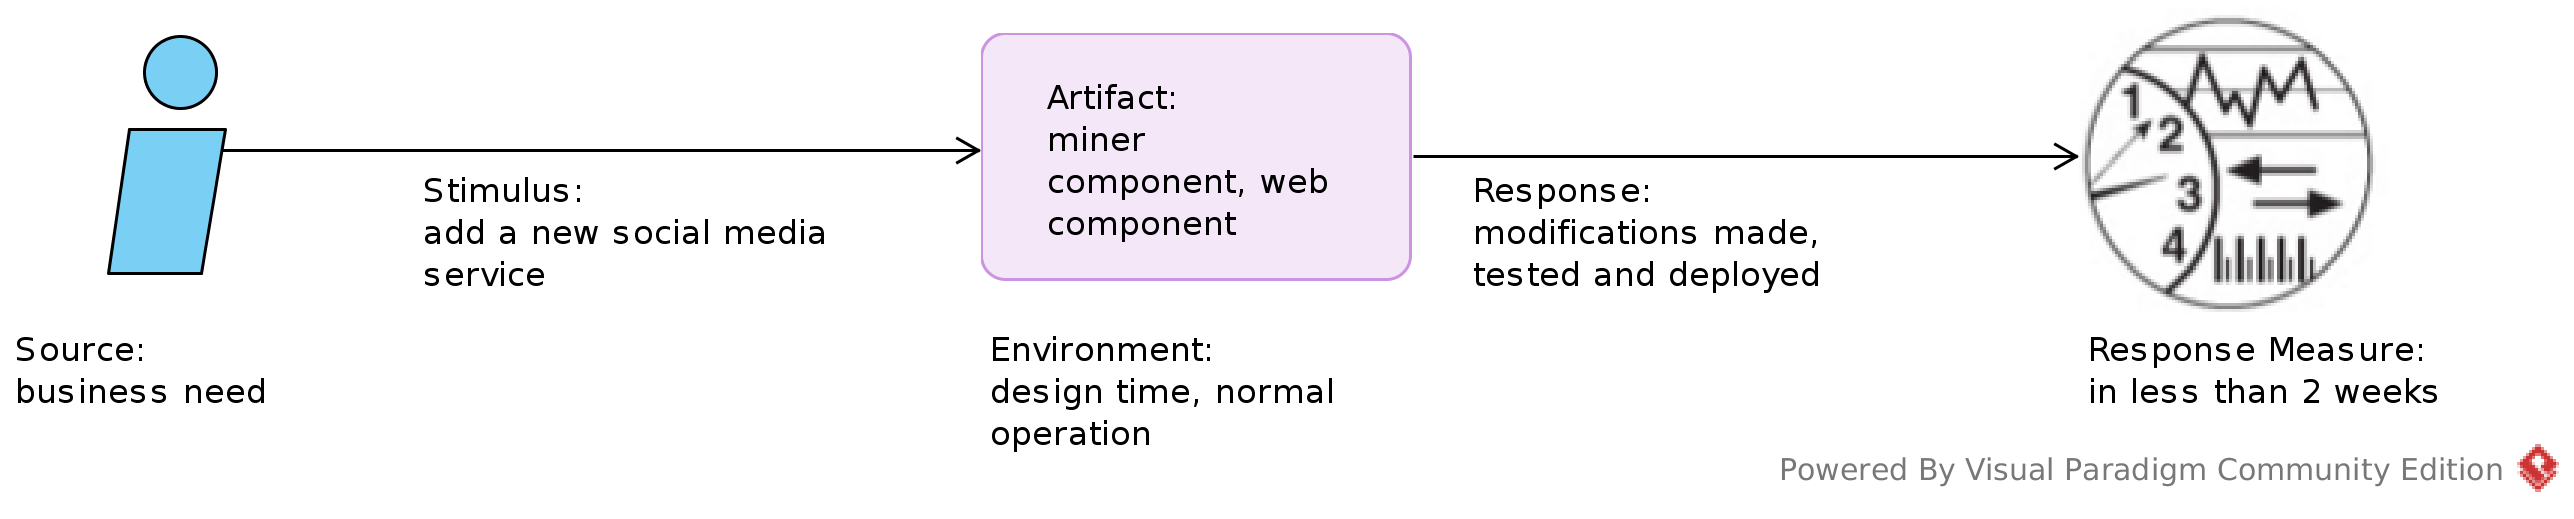 Artifact:
miner
component, web
component
Stimulus:
add a new social media
service
Response:
modifications made,
tested and deployed
1
2
3
4
Source:
business need
Environment:
design time, normal
operation
Response Measure:
in less than 2 weeks
Powered By Visual Paradigm Community Edition